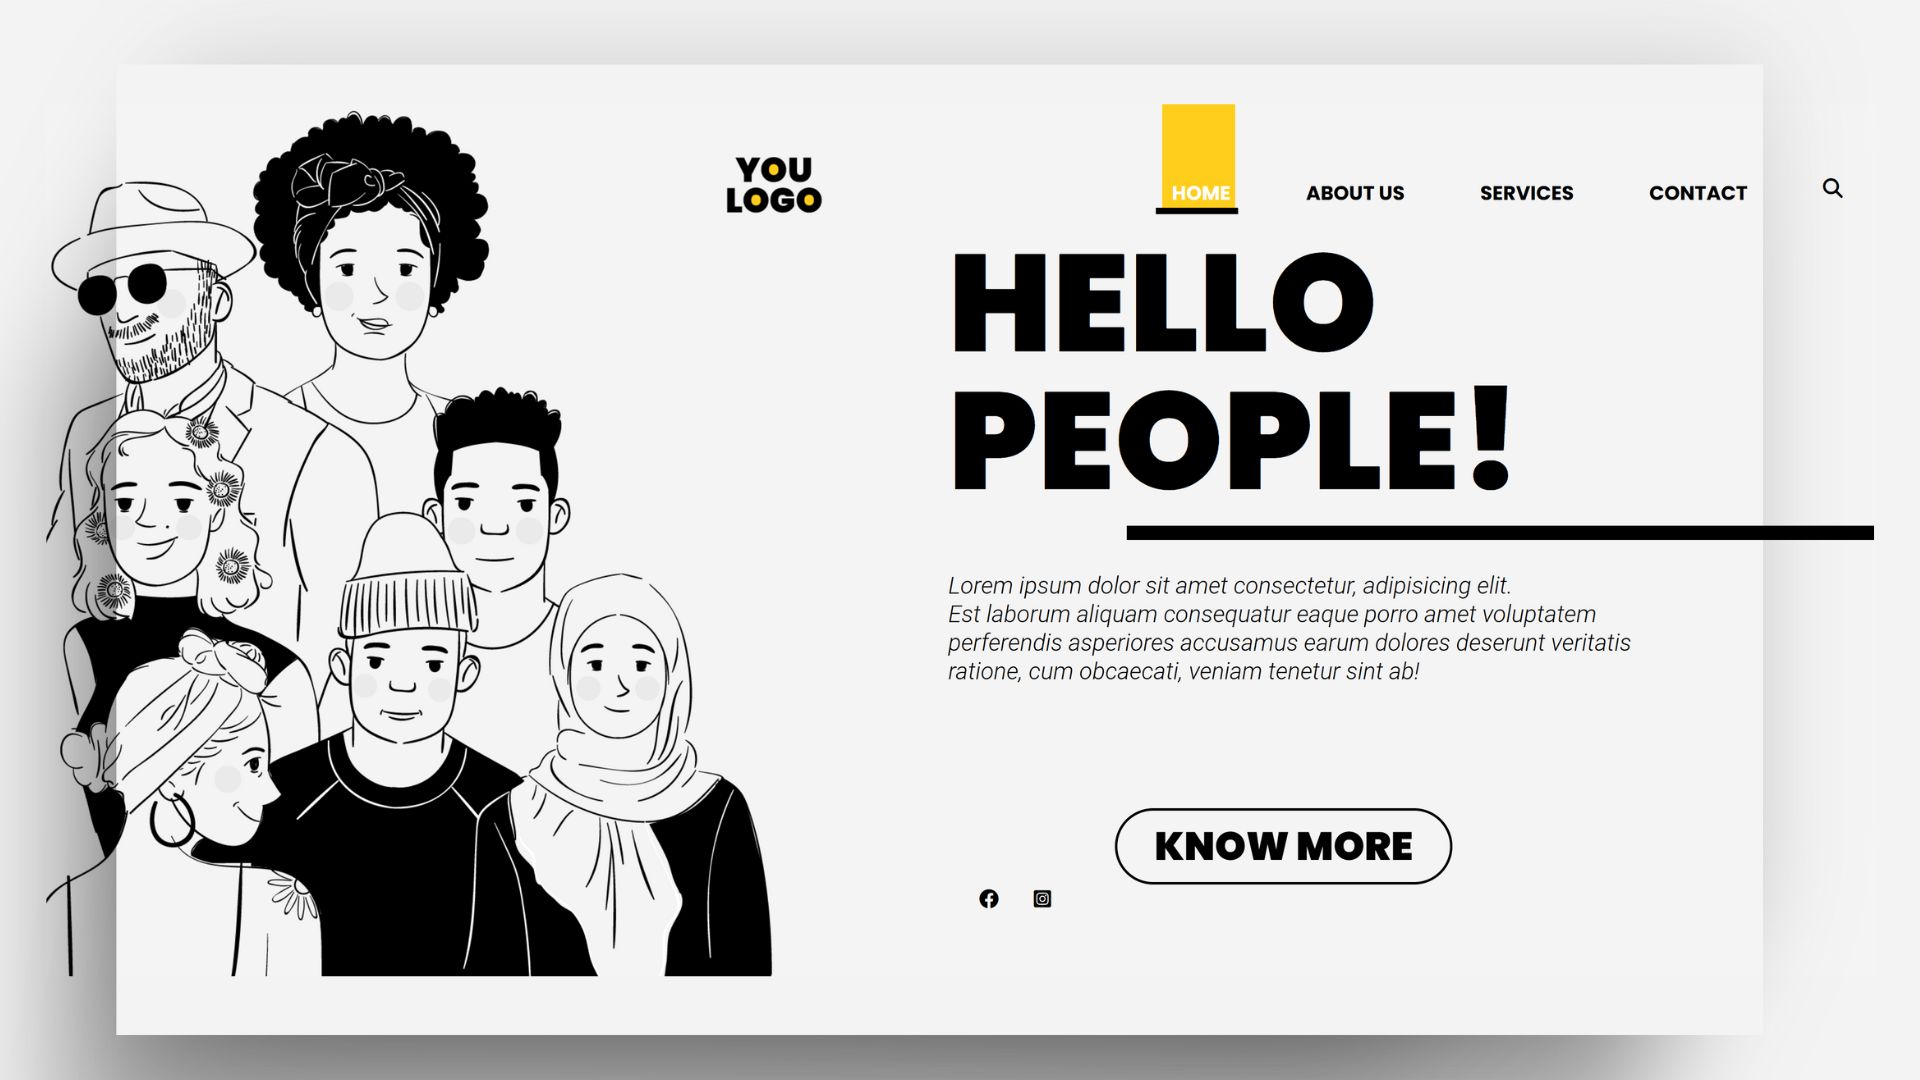 YOU
LOGO
HOME ABOUT US SERVICES CONTACT
HELLO
PEOPLE!
Lorem ipsum dolor sit amet consectetur, adipisicing elit.
Est laborum aliquam consequatur eaque porro amet voluptatem
perferendis asperiores accusamus earum dolores deserunt veritatis
ratione, cum obcaecati, veniam tenetur sint ab!
KNOW MORE